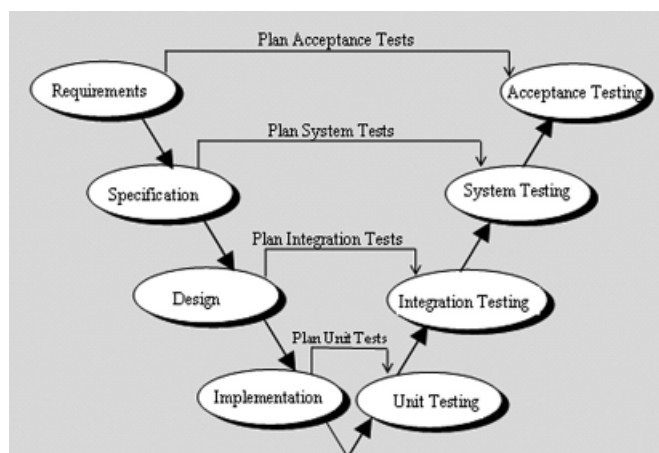 Plan Acceptance Tests
Requirements
Acceptance Testing
Plan System Tests
Specification
System Testing
Plan Integration Tests
Design
Integration Testing
Plan Unit Tests
Implementation
Unit Testing